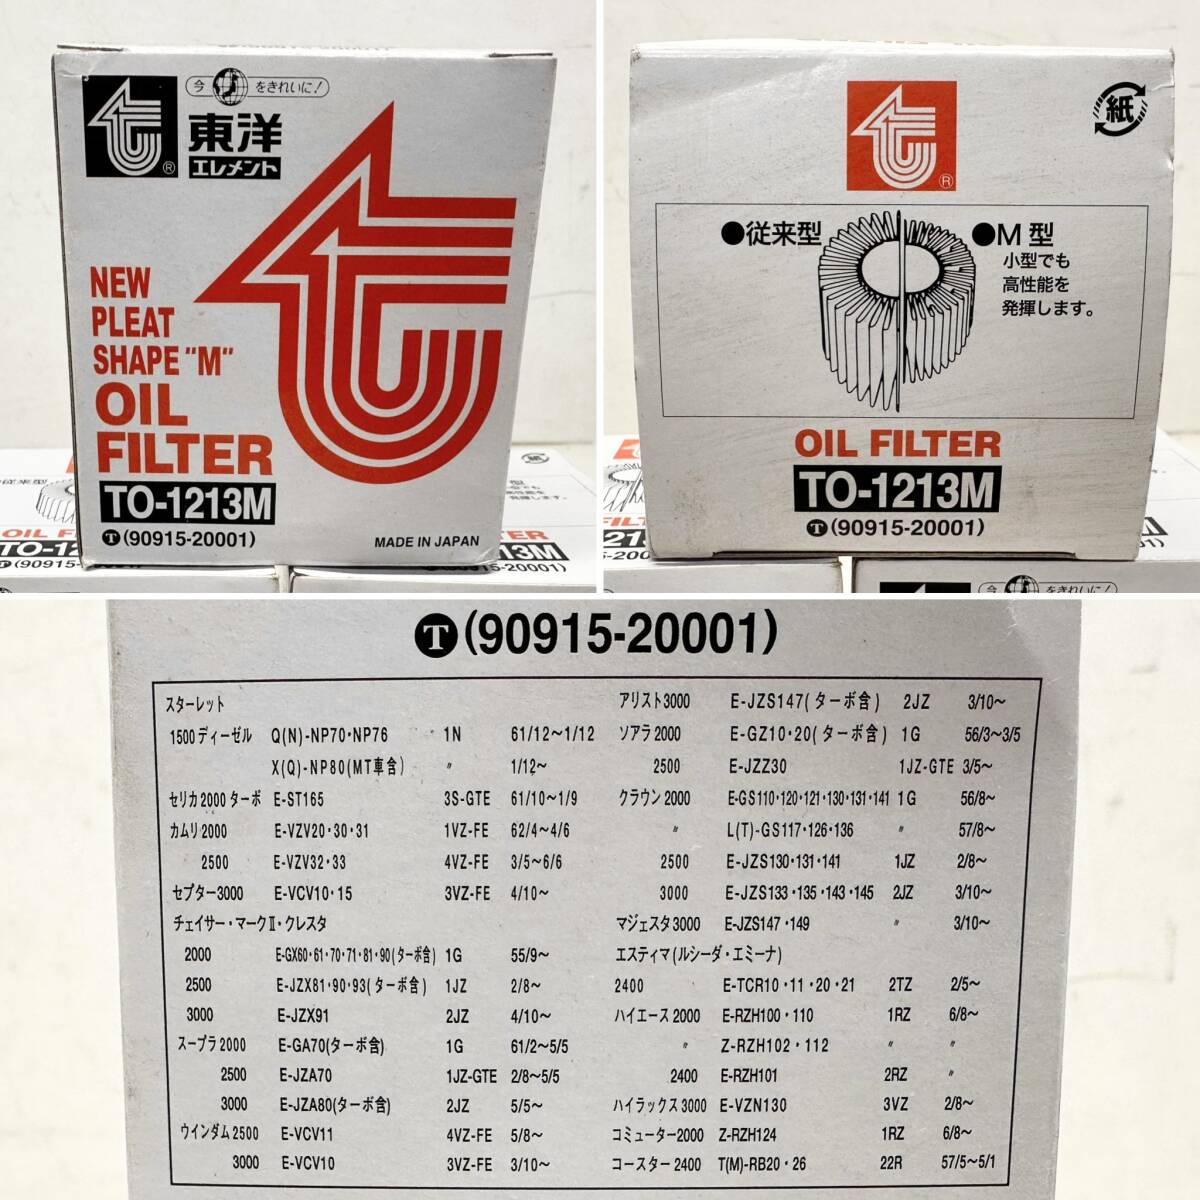 今 をきれいに!
東洋
エレメント
NEW
PLEAT
SHAPE "M"
OIL
FILTER
TO-1213M
T (90915-20001)
MADE IN JAPAN
紙
●従来型
●M型
小型でも
高性能を
発揮します。
OIL FILTER
TO-1213M
T (90915-20001)
T (90915-20001)
スターレット
1500ディーゼル Q(N)-NP70・NP76 1N 61/12~1/12
X(Q)-NP80(MT車含) 〃 1/12~
セリカ2000ターボ E-ST165 3S-GTE 61/10~1/9
カムリ2000 E-VZV20・30・31 1VZ-FE 62/4~4/6
2500 E-VZV32・33 4VZ-FE 3/5~6/6
セプター3000 E-VCV10・15 3VZ-FE 4/10~
チェイサー・マークⅡ・クレスタ
2000 E-GX60・61・70・71・81・90(ターボ含) 1G 55/9~
2500 E-JZX81・90・93(ターボ含) 1JZ 2/8~
3000 E-JZX91 2JZ 4/10~
スープラ2000 E-GA70(ターボ含) 1G 61/2~5/5
2500 E-JZA70 1JZ-GTE 2/8~5/5
3000 E-JZA80(ターボ含) 2JZ 5/5~
ウインダム2500 E-VCV11 4VZ-FE 5/8~
3000 E-VCV10 3VZ-FE 3/10~
アリスト3000 E-JZS147(ターボ含) 2JZ 3/10~
ソアラ2000 E-GZ10・20(ターボ含) 1G 56/3~3/5
2500 E-JZZ30 1JZ-GTE 3/5~
クラウン2000 E-GS110・120・121・130・131・141 1G 56/8~
〃 L(T)-GS117・126・136 〃 57/8~
2500 E-JZS130・131・141 1JZ 2/8~
3000 E-JZS133・135・143・145 2JZ 3/10~
マジェスタ3000 E-JZS147・149 〃 3/10~
エスティマ(ルシーダ・エミーナ)
2400 E-TCR10・11・20・21 2TZ 2/5~
ハイエース2000 E-RZH100・110 1RZ 6/8~
〃 Z-RZH102・112 〃 〃
2400 E-RZH101 2RZ 〃
ハイラックス3000 E-VZN130 3VZ 2/8~
コミューター2000 Z-RZH124 1RZ 6/8~
コースター2400 T(M)-RB20・26 22R 57/5~5/1